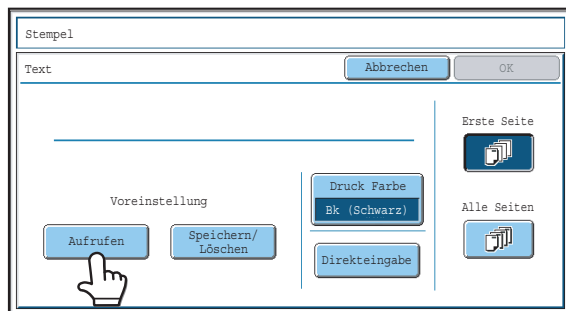 Stempel
Text
Abbrechen
OK
Erste Seite
Voreinstellung
Druck Farbe
Bk (Schwarz)
Alle Seiten
Aufrufen
Speichern/
Löschen
Direkteingabe